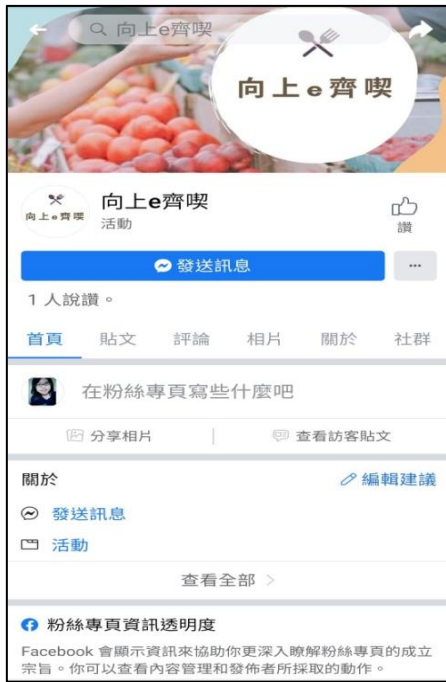 向上e齊喫
向上e齊喫
向上e齊喫
向上e齊喫
活動
讚
發送訊息
...
1 人說讚。
首頁 貼文 評論 相片 關於 社群
在粉絲專頁寫些什麼吧
分享相片 查看訪客貼文
關於 編輯建議
發送訊息
活動
查看全部 >
粉絲專頁資訊透明度
Facebook 會顯示資訊來協助你更深入瞭解粉絲專頁的成立
宗旨。你可以查看內容管理和發佈者所採取的動作。